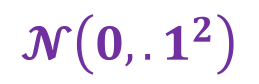 𝒩(0, .1²)